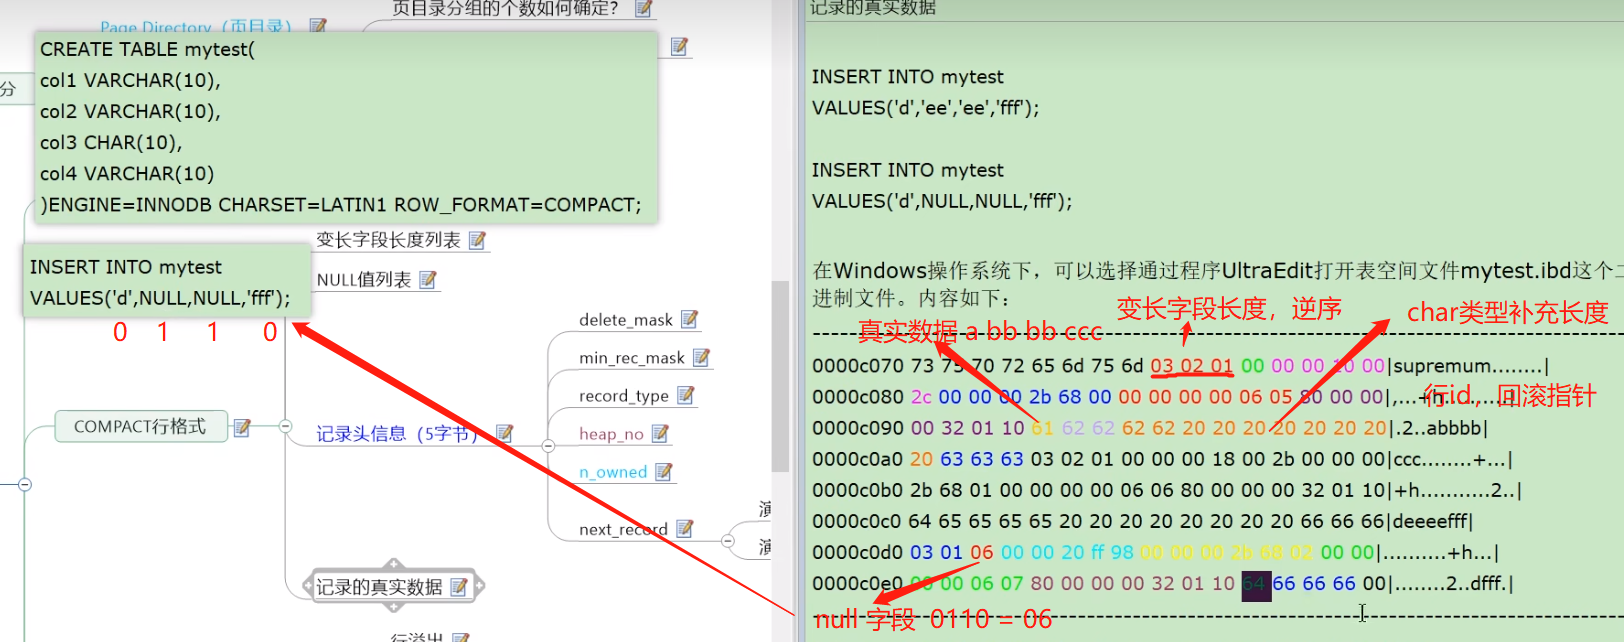 页目录分组的个数如何确定?
Page Directory（页目录）
CREATE TABLE mytest(
col1 VARCHAR(10),
col2 VARCHAR(10),
col3 CHAR(10),
col4 VARCHAR(10)
)ENGINE=INNODB CHARSET=LATIN1 ROW_FORMAT=COMPACT;
分
变长字段长度列表
NULL值列表
INSERT INTO mytest
VALUES('d',NULL,NULL,'fff');
0 1 1 0
delete_mask
min_rec_mask
record_type
COMPACT行格式
记录头信息（5字节）
heap_no
n_owned
next_record
演
演
记录的真实数据
行溢出
记录的真实数据
INSERT INTO mytest
VALUES('d','ee','ee','fff');
INSERT INTO mytest
VALUES('d',NULL,NULL,'fff');
在Windows操作系统下，可以选择通过程序UltraEdit打开表空间文件mytest.ibd这个二
进制文件。内容如下：
变长字段长度，逆序
char类型补充长度
真实数据 a bb bb ccc
0000c070 73 75 70 72 65 6d 75 6d 03 02 01 00 00 00 10 00|supremum........|
0000c080 2c 00 00 00 2b 68 00 00 00 00 00 06 05 80 00 00|,...+h..........|
行id，回滚指针
0000c090 00 32 01 10 61 62 62 62 62 20 20 20 20 20 20 20|.2..abbbb|
0000c0a0 20 63 63 63 03 02 01 00 00 00 18 00 2b 00 00 00|ccc........+...|
0000c0b0 2b 68 01 00 00 00 00 06 06 80 00 00 00 32 01 10|+h...........2..|
0000c0c0 64 65 65 65 65 20 20 20 20 20 20 20 20 66 66 66|deeeefff|
0000c0d0 03 01 06 00 00 20 ff 98 00 00 00 2b 68 02 00 00|..........+h...|
0000c0e0 00 00 06 07 80 00 00 00 32 01 10 64 66 66 66 00|........2..dfff.|
null 字段 0110 = 06